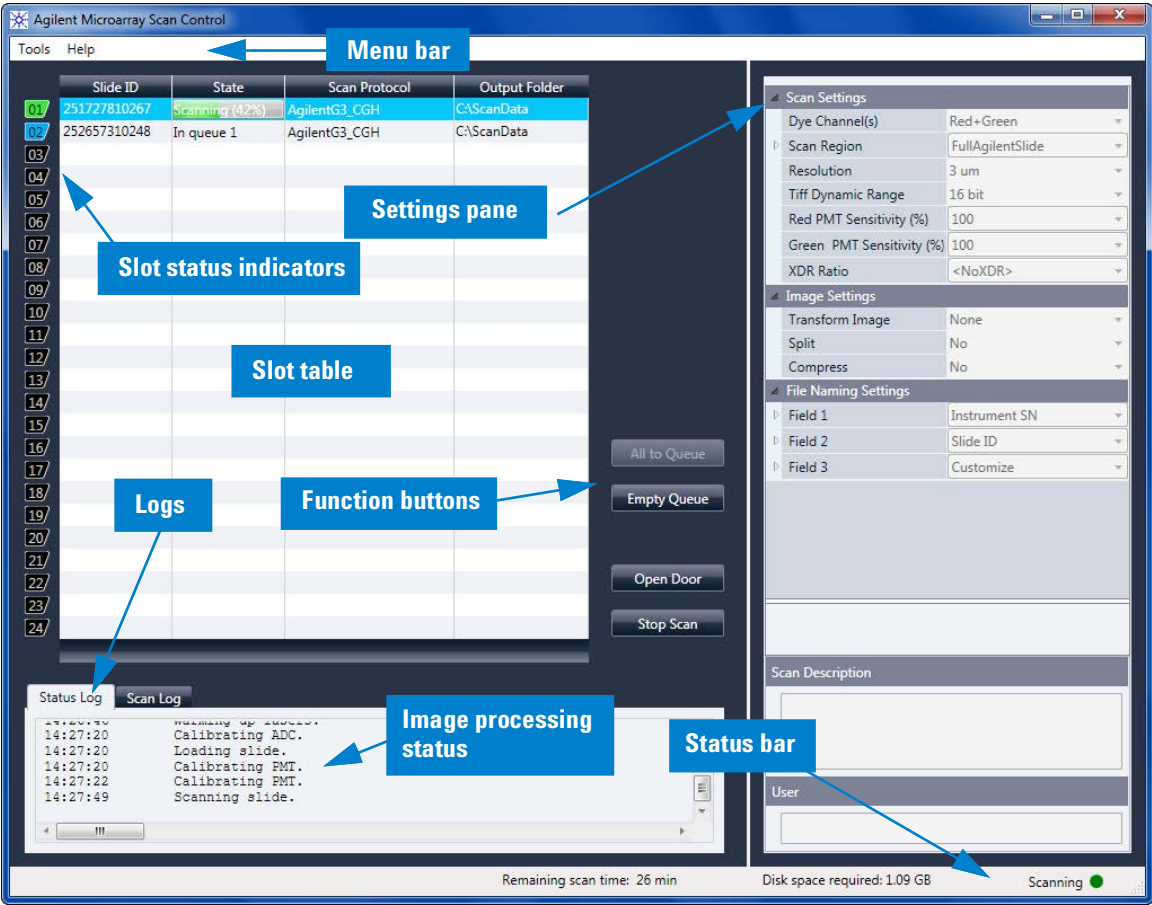 Agilent Microarray Scan Control
Tools Help
Menu bar
Slide ID State Scan Protocol Output Folder
01 251727810267 Scanning (42%) AgilentG3_CGH C:\ScanData
02 252657310248 In queue 1 AgilentG3_CGH C:\ScanData
03
04
05
06
07
08
09
10
11
12
13
14
15
16
17
18
19
20
21
22
23
24
Slot status indicators
Slot table
Settings pane
Logs
Function buttons
All to Queue
Empty Queue
Open Door
Stop Scan
Scan Settings
Dye Channel(s) Red+Green
Scan Region FullAgilentSlide
Resolution 3 um
Tiff Dynamic Range 16 bit
Red PMT Sensitivity (%) 100
Green PMT Sensitivity (%) 100
XDR Ratio <NoXDR>
Image Settings
Transform Image None
Split No
Compress No
File Naming Settings
Field 1 Instrument SN
Field 2 Slide ID
Field 3 Customize
Scan Description
User
Status Log Scan Log
Warming up lasers.
14:27:20 Calibrating ADC.
14:27:20 Loading slide.
14:27:20 Calibrating PMT.
14:27:22 Calibrating PMT.
14:27:49 Scanning slide.
Image processing
status
Status bar
Remaining scan time: 26 min Disk space required: 1.09 GB Scanning